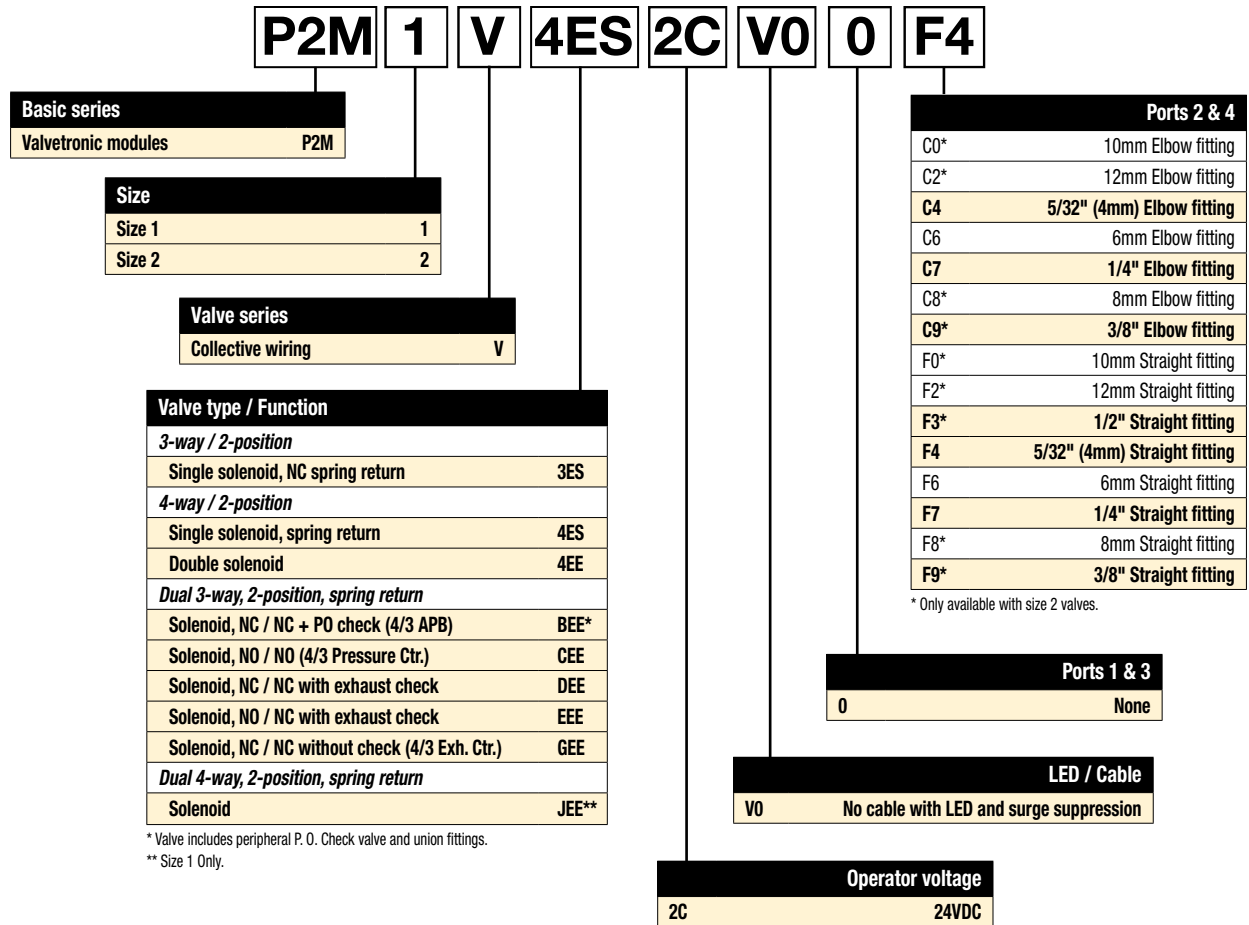 P2M 1 V 4ES 2C V0 0 F4
Basic series
Valvetronic modules P2M
Size
Size 1 1
Size 2 2
Valve series
Collective wiring V
Valve type / Function
3-way / 2-position
Single solenoid, NC spring return 3ES
4-way / 2-position
Single solenoid, spring return 4ES
Double solenoid 4EE
Dual 3-way, 2-position, spring return
Solenoid, NC / NC + PO check (4/3 APB) BEE*
Solenoid, NO / NO (4/3 Pressure Ctr.) CEE
Solenoid, NC / NC with exhaust check DEE
Solenoid, NO / NC with exhaust check EEE
Solenoid, NC / NC without check (4/3 Exh. Ctr.) GEE
Dual 4-way, 2-position, spring return
Solenoid JEE**
* Valve includes peripheral P. O. Check valve and union fittings.
** Size 1 Only.
Ports 2 & 4
C0* 10mm Elbow fitting
C2* 12mm Elbow fitting
C4 5/32" (4mm) Elbow fitting
C6 6mm Elbow fitting
C7 1/4" Elbow fitting
C8* 8mm Elbow fitting
C9* 3/8" Elbow fitting
F0* 10mm Straight fitting
F2* 12mm Straight fitting
F3* 1/2" Straight fitting
F4 5/32" (4mm) Straight fitting
F6 6mm Straight fitting
F7 1/4" Straight fitting
F8* 8mm Straight fitting
F9* 3/8" Straight fitting
* Only available with size 2 valves.
Ports 1 & 3
0 None
LED / Cable
V0 No cable with LED and surge suppression
Operator voltage
2C 24VDC